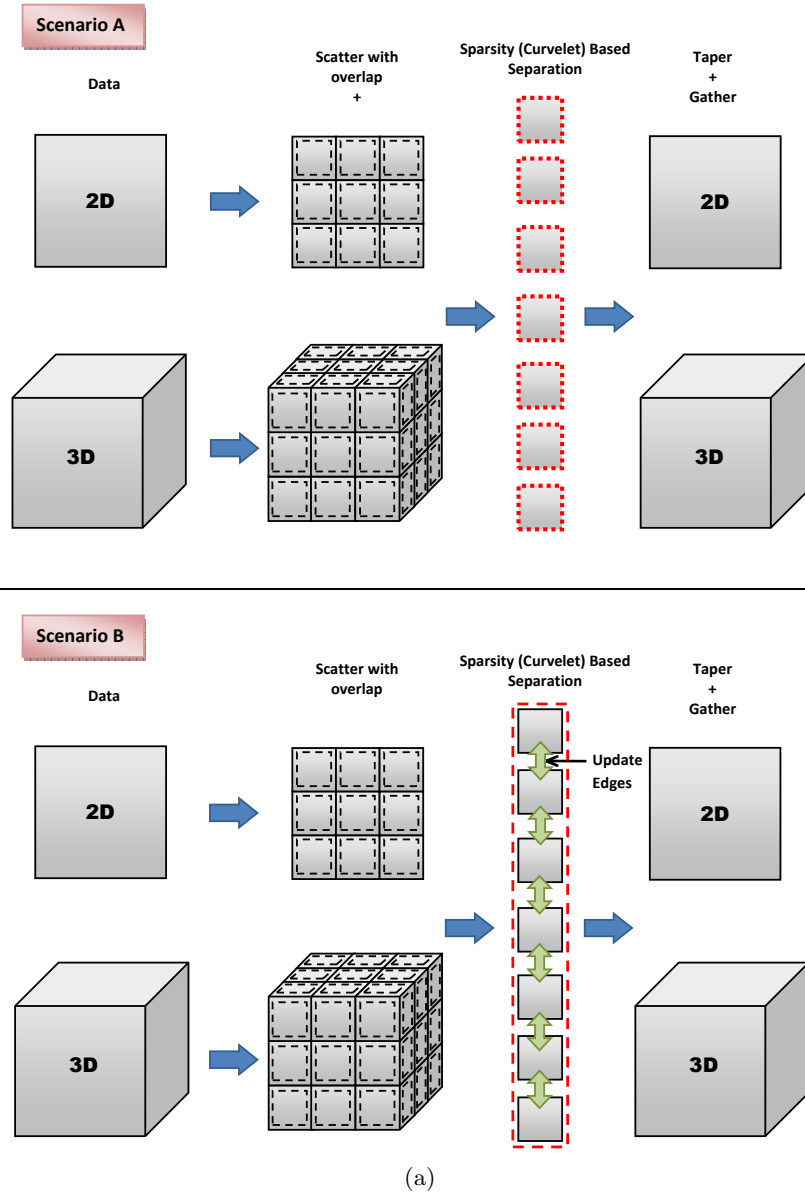 Scenario A
Data
Scatter with
overlap
+
Sparsity (Curvelet) Based
Separation
Taper
+
Gather
2D
2D
3D
3D
Scenario B
Data
Scatter with
overlap
Sparsity (Curvelet) Based
Separation
Taper
+
Gather
Update
Edges
2D
2D
3D
3D
(a)